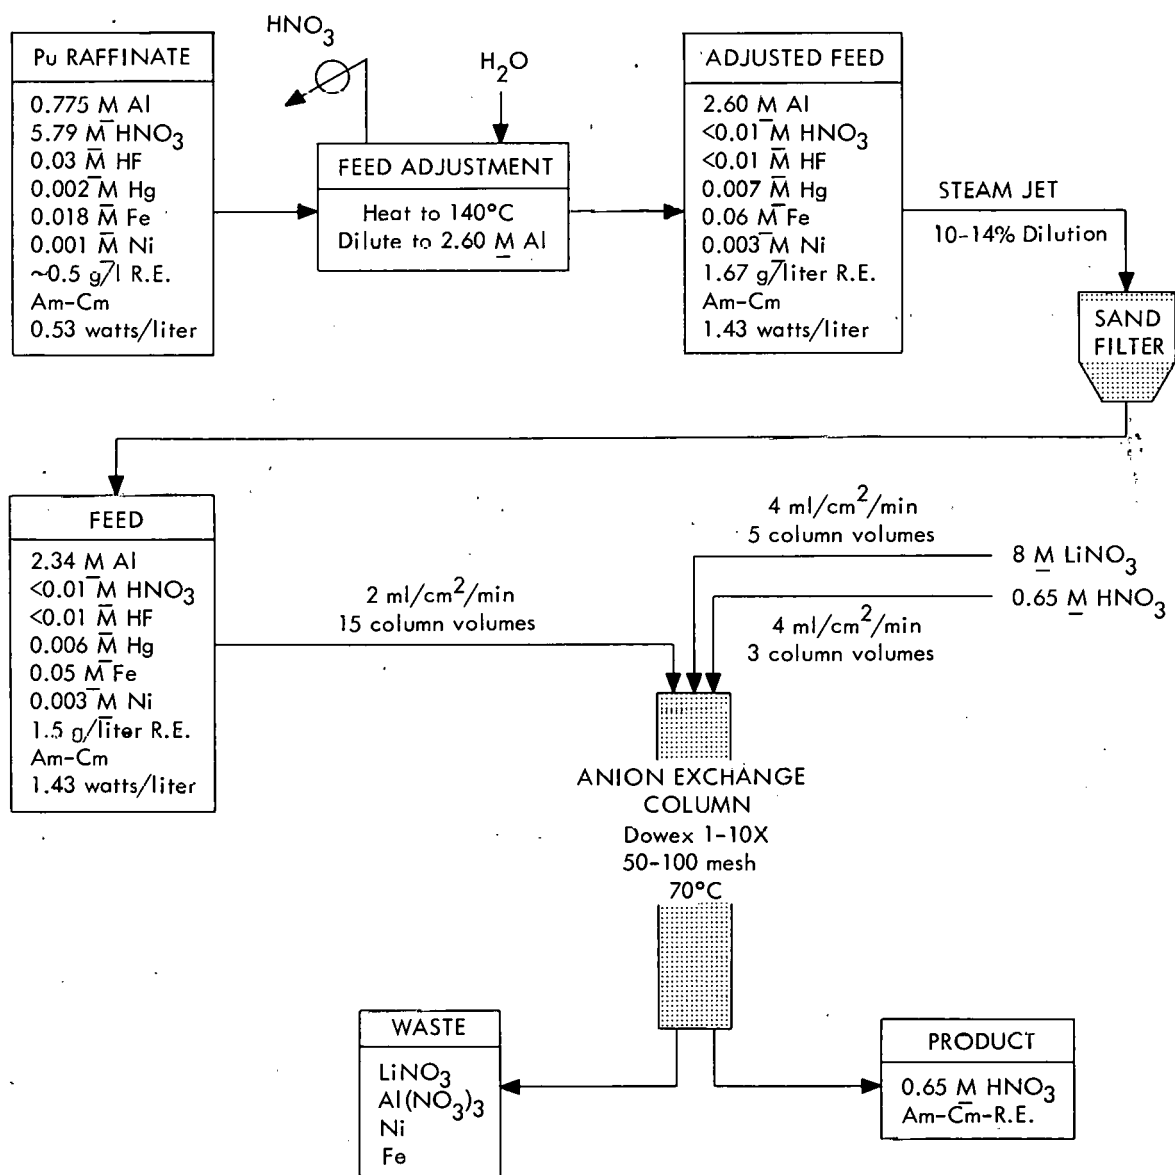 Pu RAFFINATE
0.775 M Al
5.79 M HNO3
0.03 M HF
0.002 M Hg
0.018 M Fe
0.001 M Ni
~0.5 g/l R.E.
Am-Cm
0.53 watts/liter
HNO3
H2O
FEED ADJUSTMENT
Heat to 140°C
Dilute to 2.60 M Al
ADJUSTED FEED
2.60 M Al
<0.01 M HNO3
<0.01 M HF
0.007 M Hg
0.06 M Fe
0.003 M Ni
1.67 g/liter R.E.
Am-Cm
1.43 watts/liter
STEAM JET
10-14% Dilution
SAND
FILTER
FEED
2.34 M Al
<0.01 M HNO3
<0.01 M HF
0.006 M Hg
0.05 M Fe
0.003 M Ni
1.5 g/liter R.E.
Am-Cm
1.43 watts/liter
2 ml/cm2/min
15 column volumes
4 ml/cm2/min
5 column volumes
8 M LiNO3
0.65 M HNO3
4 ml/cm2/min
3 column volumes
ANION EXCHANGE
COLUMN
Dowex 1-10X
50-100 mesh
70°C
WASTE
LiNO3
Al(NO3)3
Ni
Fe
PRODUCT
0.65 M HNO3
Am-Cm-R.E.